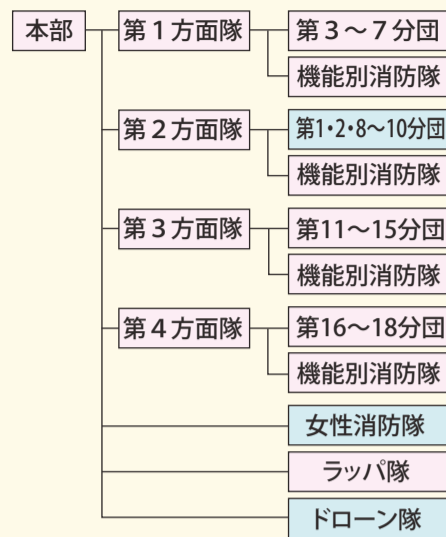 本部
第１方面隊
第３～７分団
機能別消防隊
第２方面隊
第1・2・8～10分団
機能別消防隊
第３方面隊
第11～15分団
機能別消防隊
第４方面隊
第16～18分団
機能別消防隊
女性消防隊
ラッパ隊
ドローン隊